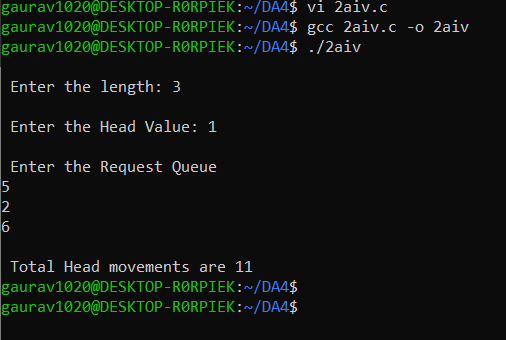 gaurav1020@DESKTOP-R0RPIEK:~/DA4$ vi 2aiv.c
gaurav1020@DESKTOP-R0RPIEK:~/DA4$ gcc 2aiv.c -o 2aiv
gaurav1020@DESKTOP-R0RPIEK:~/DA4$ ./2aiv
Enter the length: 3
Enter the Head Value: 1
Enter the Request Queue
5
2
6
Total Head movements are 11
gaurav1020@DESKTOP-R0RPIEK:~/DA4$
gaurav1020@DESKTOP-R0RPIEK:~/DA4$